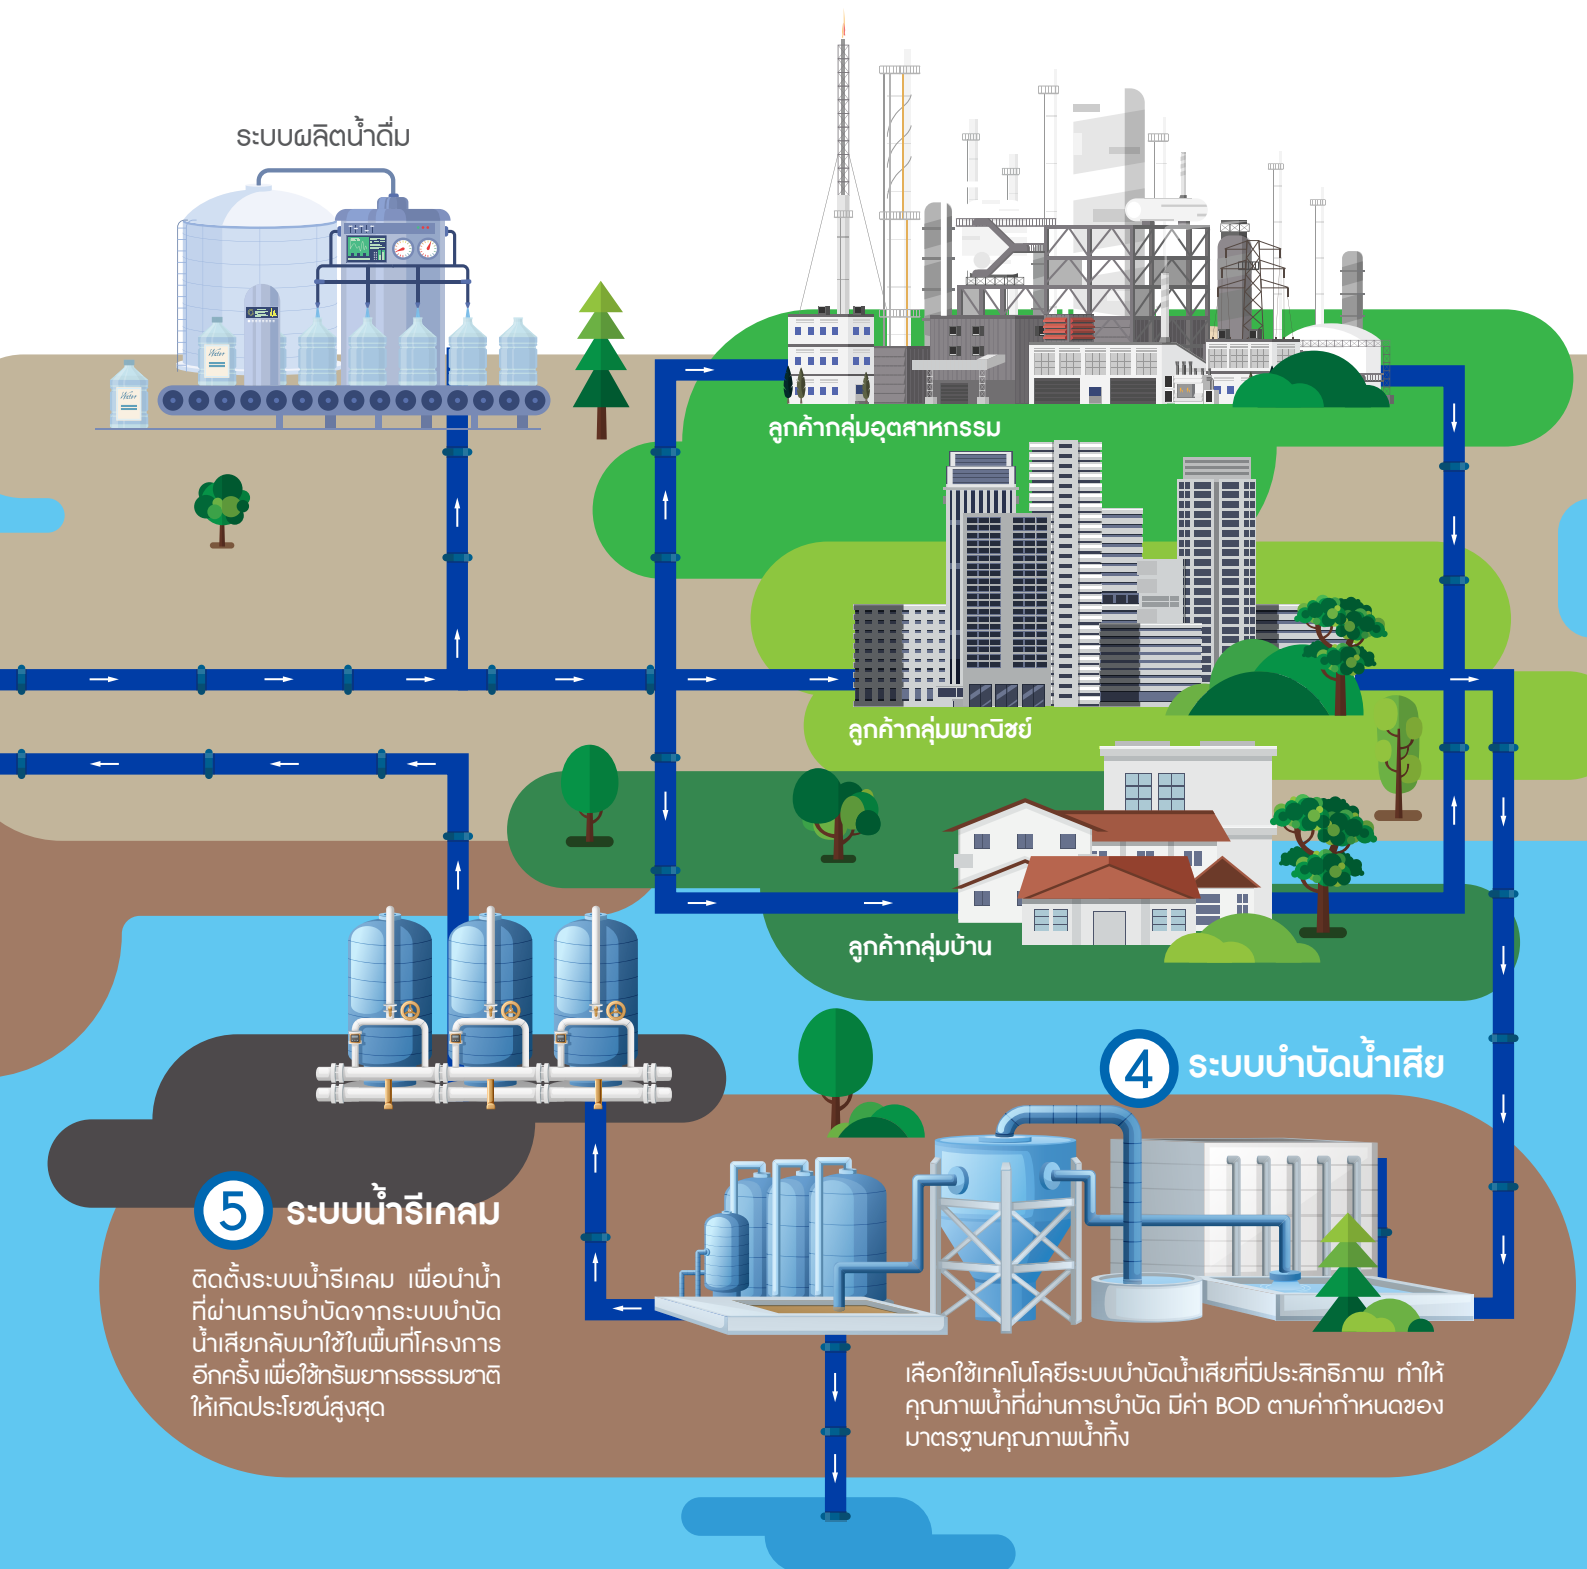 ระบบผลิตน้ำดื่ม
Water
Water
ลูกค้ากลุ่มอุตสาหกรรม
ลูกค้ากลุ่มพาณิชย์
ลูกค้ากลุ่มบ้าน
4 ระบบบำบัดน้ำเสีย
เลือกใช้เทคโนโลยีระบบบำบัดน้ำเสียที่มีประสิทธิภาพ ทำให้
คุณภาพน้ำที่ผ่านการบำบัด มีค่า BOD ตามค่ากำหนดของ
มาตรฐานคุณภาพน้ำทิ้ง
5 ระบบน้ำรีเคลม
ติดตั้งระบบน้ำรีเคลม เพื่อนำน้ำ
ที่ผ่านการบำบัดจากระบบบำบัด
น้ำเสียกลับมาใช้ในพื้นที่โครงการ
อีกครั้ง เพื่อใช้ทรัพยากรธรรมชาติ
ให้เกิดประโยชน์สูงสุด